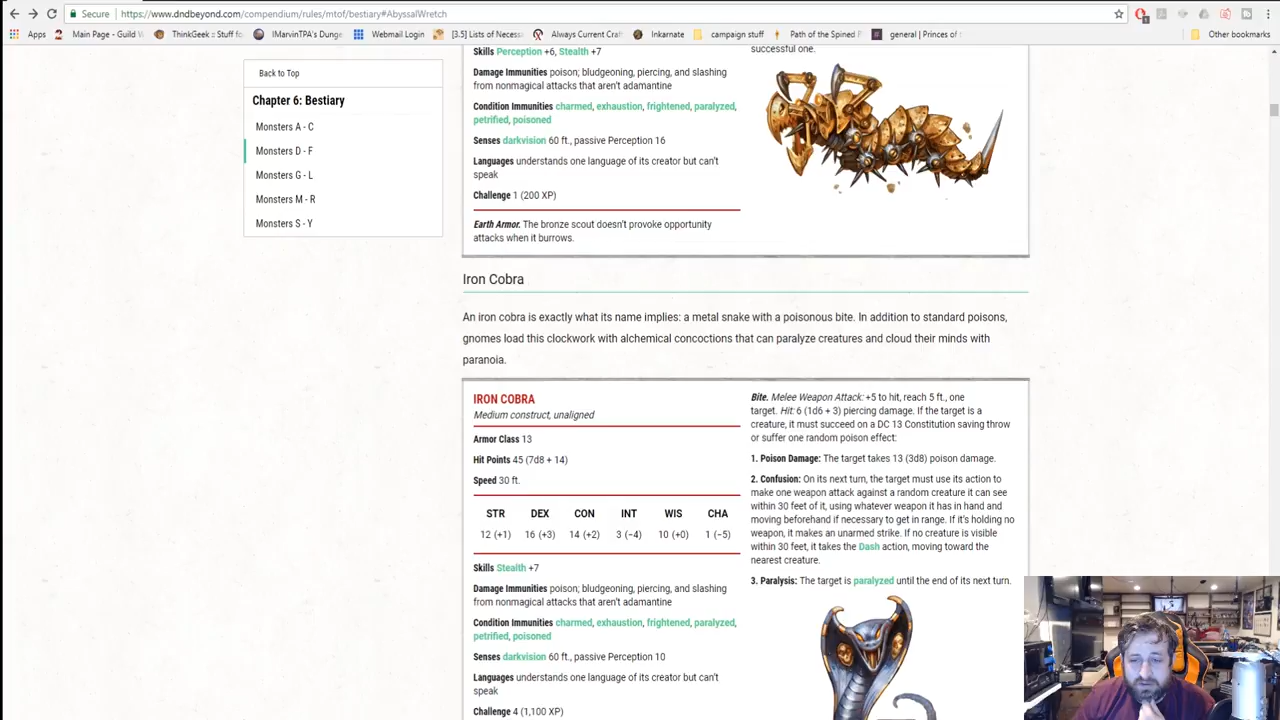 Secure https://www.dndbeyond.com/compendium/rules/mtof/bestiary#AbyssalWretch
Apps Main Page - Guild W ThinkGeek :: Stuff fo IMarvinTPA's Dunge Webmail Login [3.5] Lists of Necess Always Current Craf Inkarnate campaign stuff Path of the Spined general | Princes of Other bookmarks
Back to Top
Chapter 6: Bestiary
Monsters A - C
Monsters D - F
Monsters G - L
Monsters M - R
Monsters S - Y
Skills Perception +6, Stealth +7
Damage Immunities poison; bludgeoning, piercing, and slashing
from nonmagical attacks that aren't adamantine
Condition Immunities charmed, exhaustion, frightened, paralyzed,
petrified, poisoned
Senses darkvision 60 ft., passive Perception 16
Languages understands one language of its creator but can't
speak
Challenge 1 (200 XP)
Earth Armor. The bronze scout doesn't provoke opportunity
attacks when it burrows.
successful one.
Iron Cobra
An iron cobra is exactly what its name implies: a metal snake with a poisonous bite. In addition to standard poisons,
gnomes load this clockwork with alchemical concoctions that can paralyze creatures and cloud their minds with
paranoia.
IRON COBRA
Medium construct, unaligned
Armor Class 13
Hit Points 45 (7d8 + 14)
Speed 30 ft.
STR DEX CON INT WIS CHA
12 (+1) 16 (+3) 14 (+2) 3 (−4) 10 (+0) 1 (−5)
Skills Stealth +7
Damage Immunities poison; bludgeoning, piercing, and slashing
from nonmagical attacks that aren't adamantine
Condition Immunities charmed, exhaustion, frightened, paralyzed,
petrified, poisoned
Senses darkvision 60 ft., passive Perception 10
Languages understands one language of its creator but can't
speak
Challenge 4 (1,100 XP)
Bite. Melee Weapon Attack: +5 to hit, reach 5 ft., one
target. Hit: 6 (1d6 + 3) piercing damage. If the target is a
creature, it must succeed on a DC 13 Constitution saving throw
or suffer one random poison effect:
1. Poison Damage: The target takes 13 (3d8) poison damage.
2. Confusion: On its next turn, the target must use its action to
make one weapon attack against a random creature it can see
within 30 feet of it, using whatever weapon it has in hand and
moving beforehand if necessary to get in range. If it's holding no
weapon, it makes an unarmed strike. If no creature is visible
within 30 feet, it takes the Dash action, moving toward the
nearest creature.
3. Paralysis: The target is paralyzed until the end of its next turn.